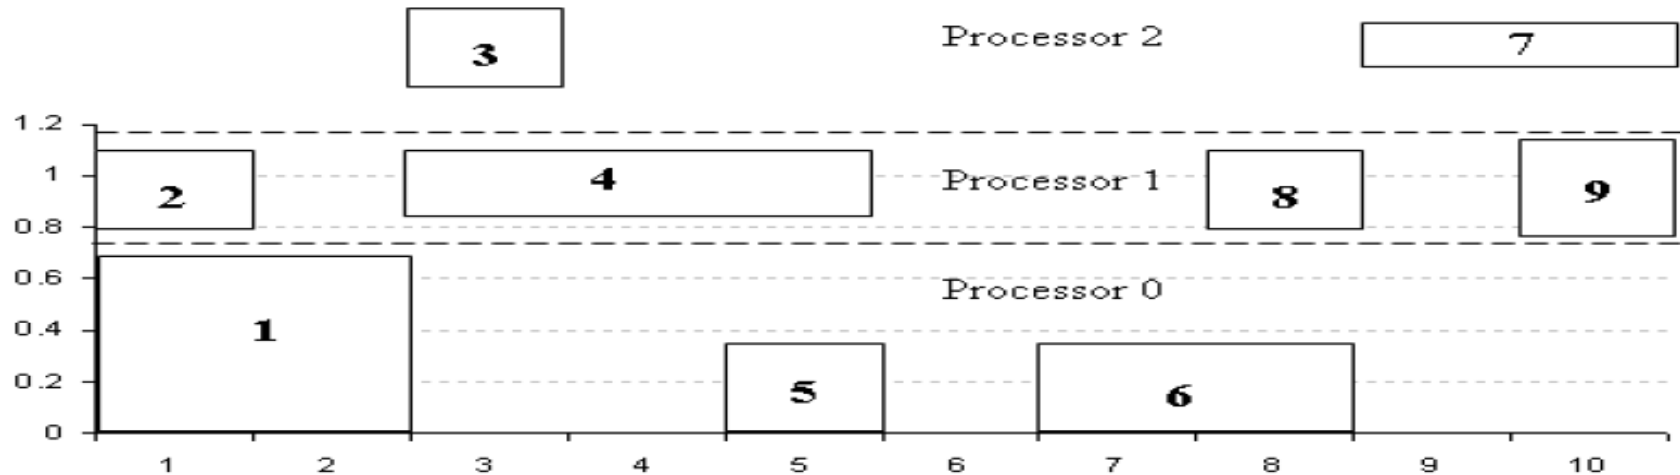 3 Processor 2 7
1.2
1 2 4 Processor 1 8 9
0.8
0.6 Processor 0
0.4 1
0.2 5 6
0
1 2 3 4 5 6 7 8 9 10